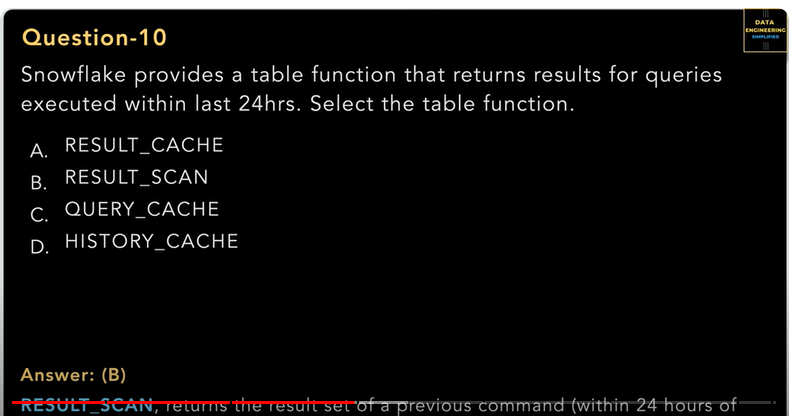 DATA
ENGINEERING
SIMPLIFIED
Question-10
Snowflake provides a table function that returns results for queries
executed within last 24hrs. Select the table function.
A. RESULT_CACHE
B. RESULT_SCAN
C. QUERY_CACHE
D. HISTORY_CACHE
Answer: (B)
RESULT_SCAN, returns the result set of a previous command (within 24 hours of